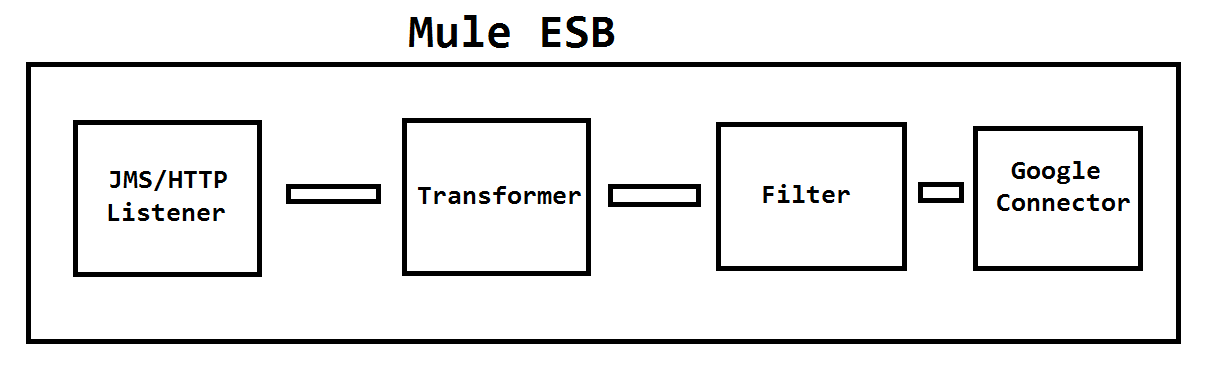 Mule ESB
JMS/HTTP
Listener
Transformer
Filter
Google
Connector